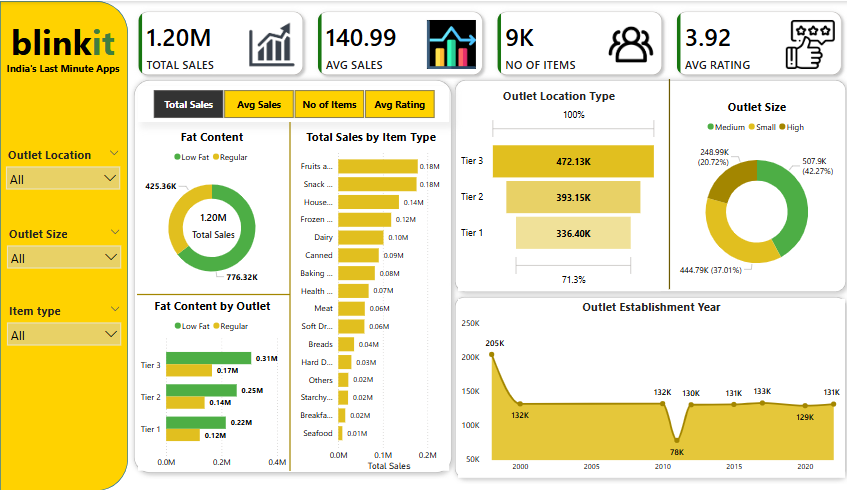 blinkit
India's Last Minute Apps
Outlet Location
All
Outlet Size
All
Item type
All
1.20M
TOTAL SALES
140.99
AVG SALES
9K
NO OF ITEMS
3.92
AVG RATING
Total Sales
Avg Sales
No of Items
Avg Rating
Fat Content
Low Fat Regular
425.36K
1.20M
Total Sales
776.32K
Fat Content by Outlet
Low Fat Regular
Tier 3 0.31M
0.17M
Tier 2 0.25M
0.14M
Tier 1 0.22M
0.12M
0.0M 0.2M 0.4M
Total Sales by Item Type
Fruits a... 0.18M
Snack ... 0.18M
House... 0.14M
Frozen ... 0.12M
Dairy 0.10M
Canned 0.09M
Baking ... 0.08M
Health ... 0.07M
Meat 0.06M
Soft Dr... 0.06M
Breads 0.04M
Hard D... 0.03M
Others 0.02M
Starchy... 0.02M
Breakfa... 0.02M
Seafood 0.01M
0.0M 0.1M 0.2M
Total Sales
Outlet Location Type
100%
Tier 3 472.13K
Tier 2 393.15K
Tier 1 336.40K
71.3%
Outlet Size
Medium Small High
248.99K
(20.72%)
507.9K
(42.27%)
444.79K (37.01%)
Outlet Establishment Year
250K
200K
150K
100K
50K
205K
132K
132K
78K
130K
131K
133K
129K
131K
2000 2005 2010 2015 2020